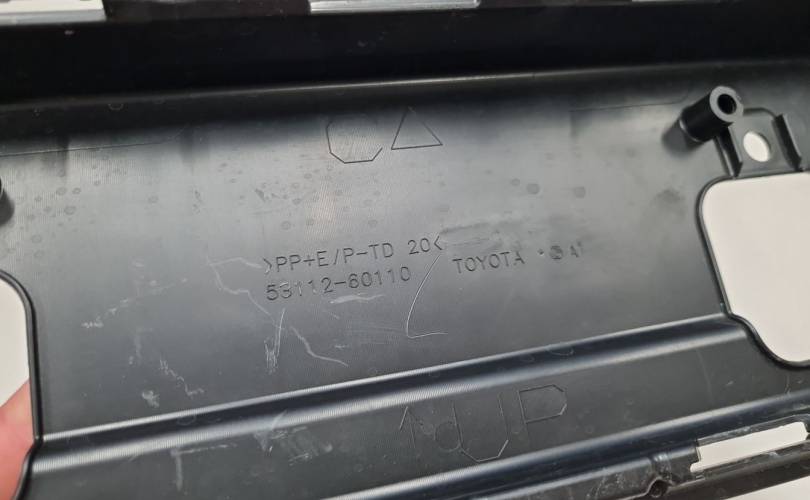 >PP+E/P-TD 20<
53112-60110 TOYOTA
UP